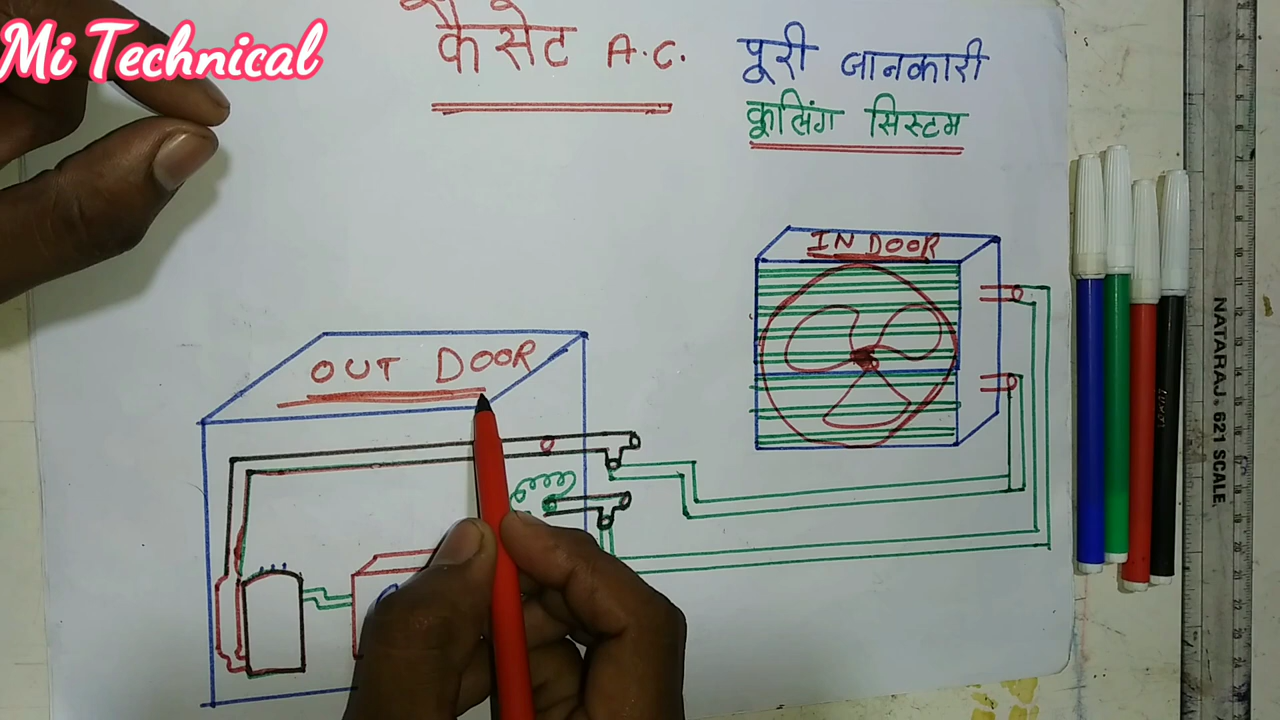 Mi Technical
कैसेट A.C.
पूरी जानकारी
कूलिंग सिस्टम
IN DOOR
OUT DOOR
NATARAJ 621 SCALE